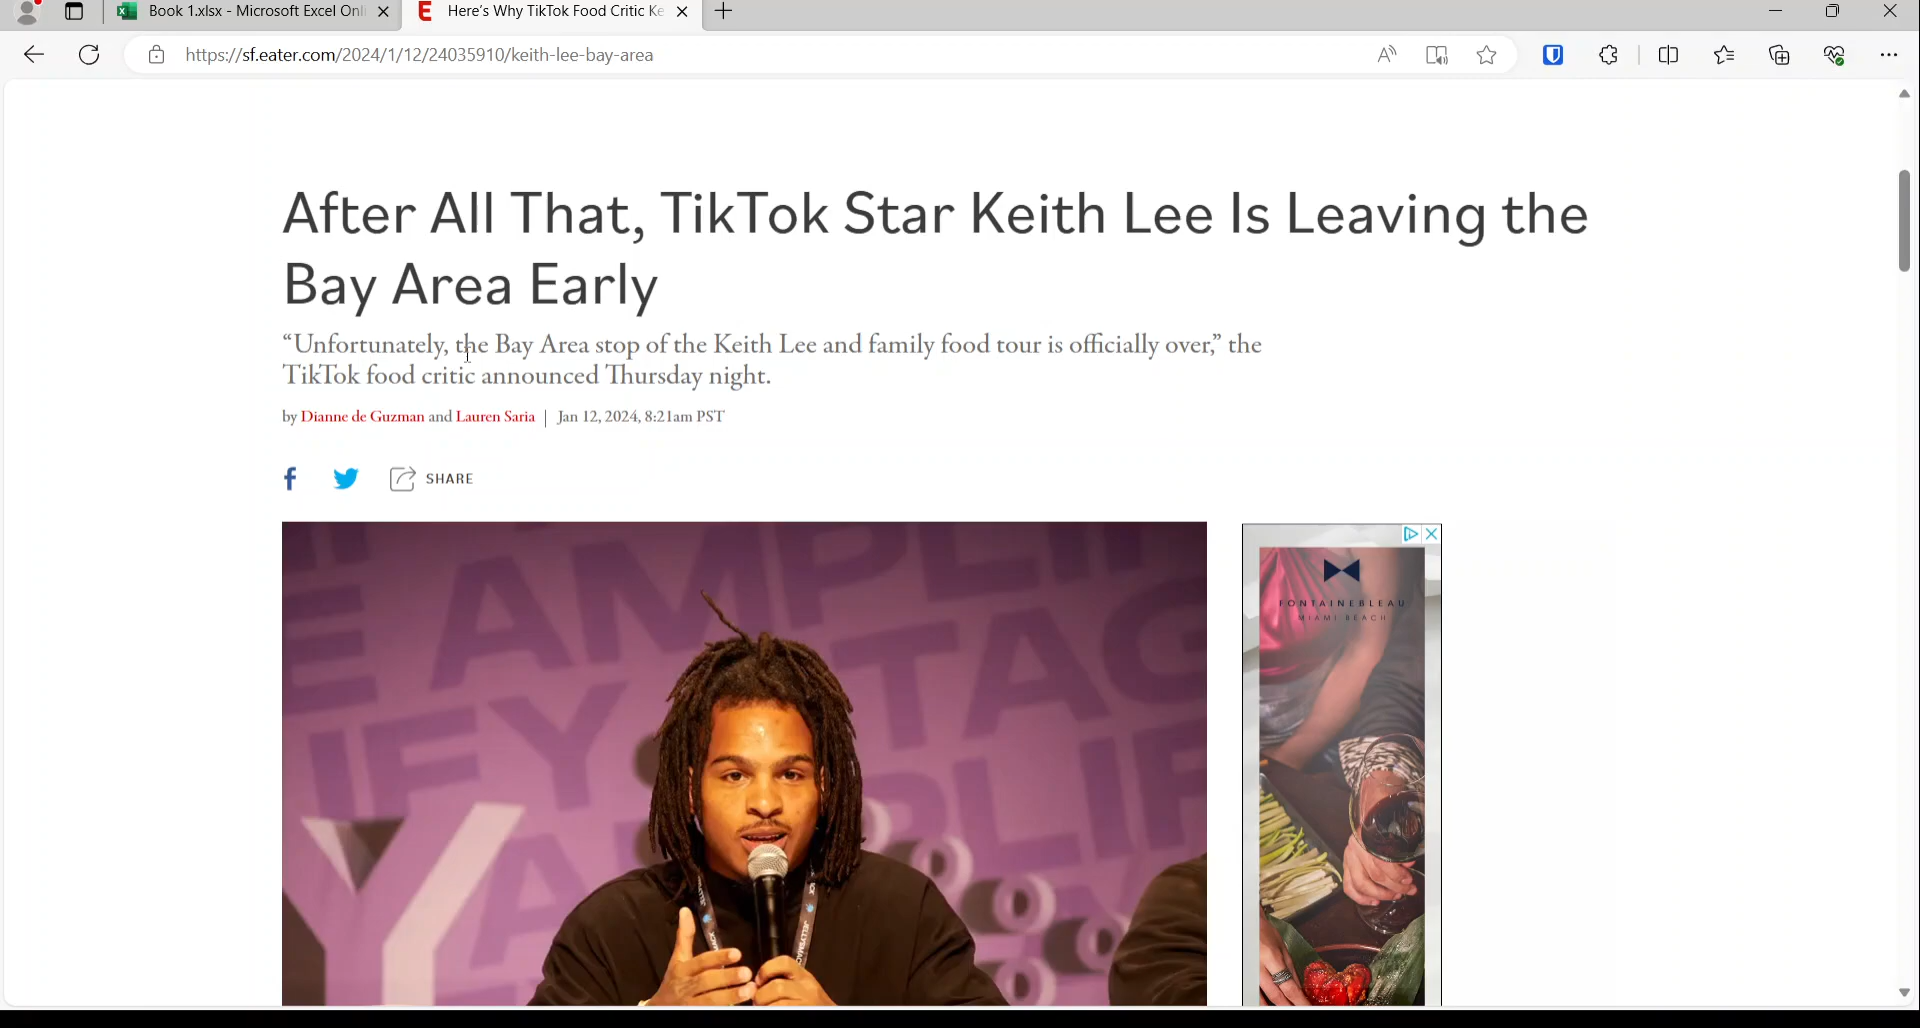 Book 1.xlsx - Microsoft Excel Onli
Here's Why TikTok Food Critic Ke
https://sf.eater.com/2024/1/12/24035910/keith-lee-bay-area
After All That, TikTok Star Keith Lee Is Leaving the
Bay Area Early
“Unfortunately, the Bay Area stop of the Keith Lee and family food tour is officially over,” the
TikTok food critic announced Thursday night.
by Dianne de Guzman and Lauren Saria | Jan 12, 2024, 8:21am PST
SHARE
AMPLIF
TAG
IFY
FONTAINEBLEAU
MIAMI BEACH